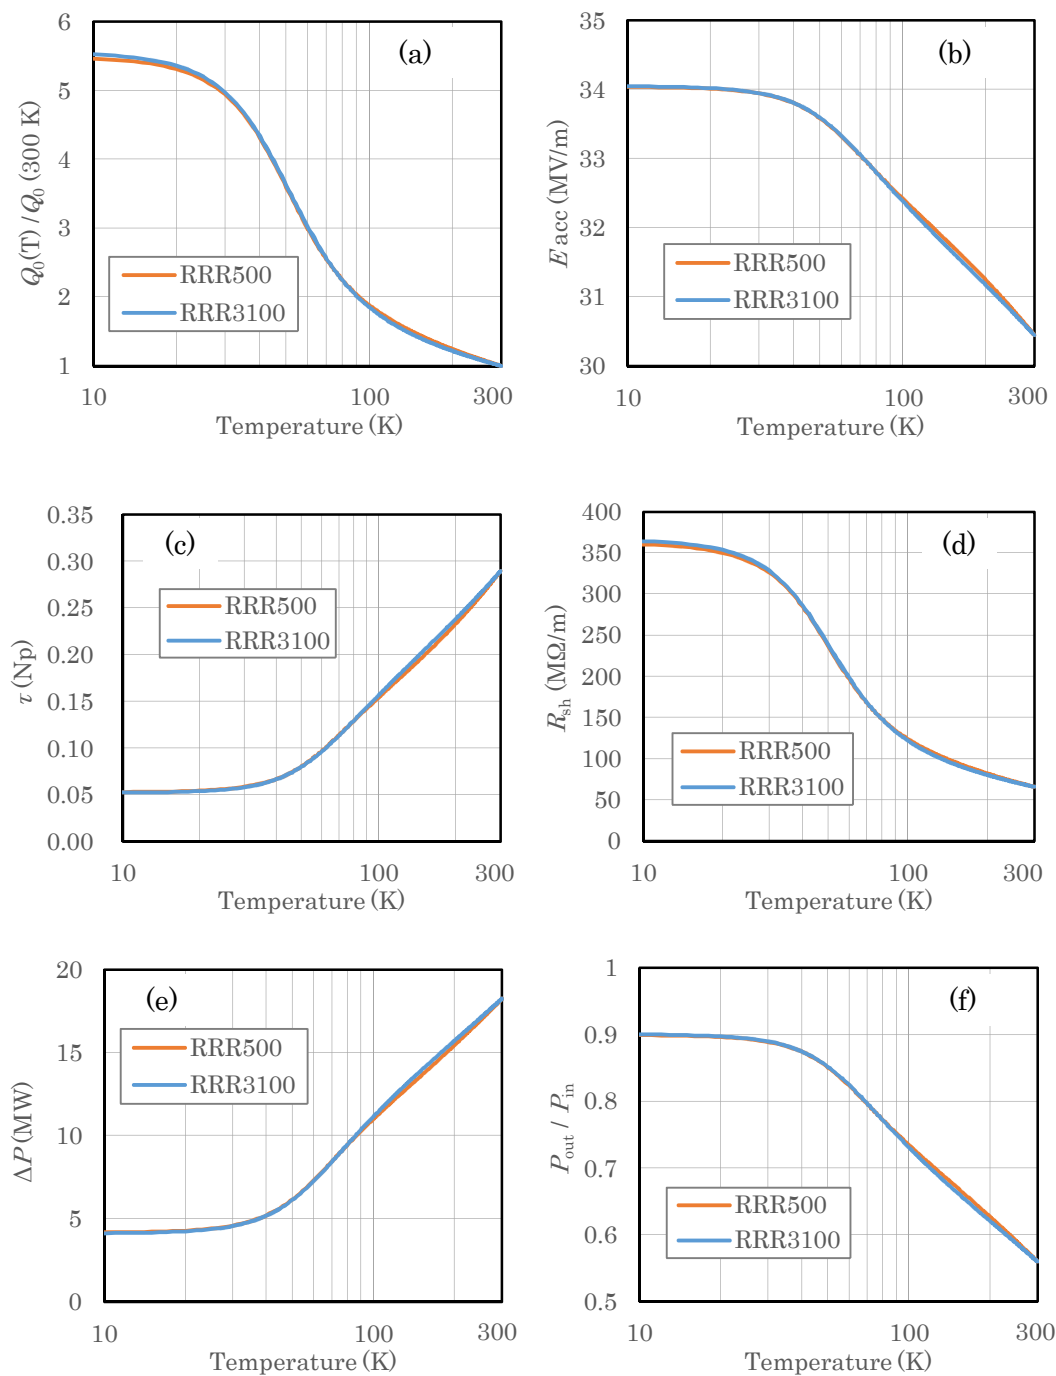 (a)
6
5
4
3
2
1
Q₀(T) / Q₀ (300 K)
RRR500
RRR3100
10
100
300
Temperature (K)
(b)
35
34
33
32
31
30
E acc (MV/m)
RRR500
RRR3100
10
100
300
Temperature (K)
(c)
0.35
0.30
0.25
0.20
0.15
0.10
0.05
0.00
τ (Np)
RRR500
RRR3100
10
100
300
Temperature (K)
(d)
400
350
300
250
200
150
100
50
0
Rsh (MΩ/m)
RRR500
RRR3100
10
100
300
Temperature (K)
(e)
20
15
10
5
0
ΔP (MW)
RRR500
RRR3100
10
100
300
Temperature (K)
(f)
1
0.9
0.8
0.7
0.6
0.5
Pout / Pin
RRR500
RRR3100
10
100
300
Temperature (K)